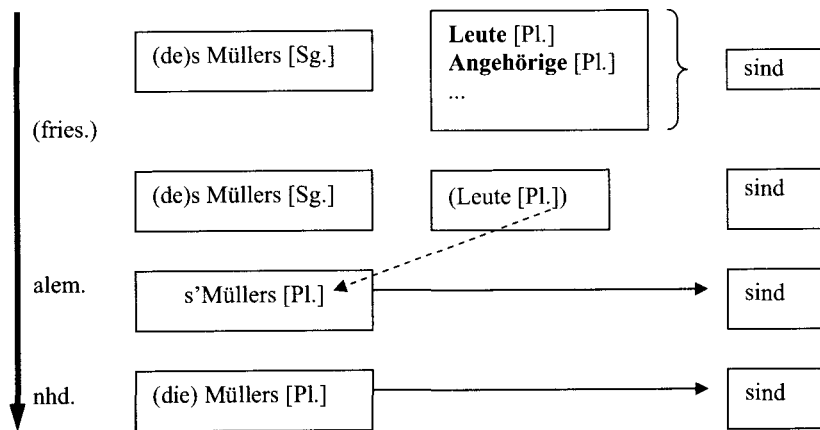 (de)s Müllers [Sg.]
Leute [Pl.]
Angehörige [Pl.]
...
sind
(fries.)
(de)s Müllers [Sg.]
(Leute [Pl.])
sind
alem.
s'Müllers [Pl.]
sind
nhd.
(die) Müllers [Pl.]
sind